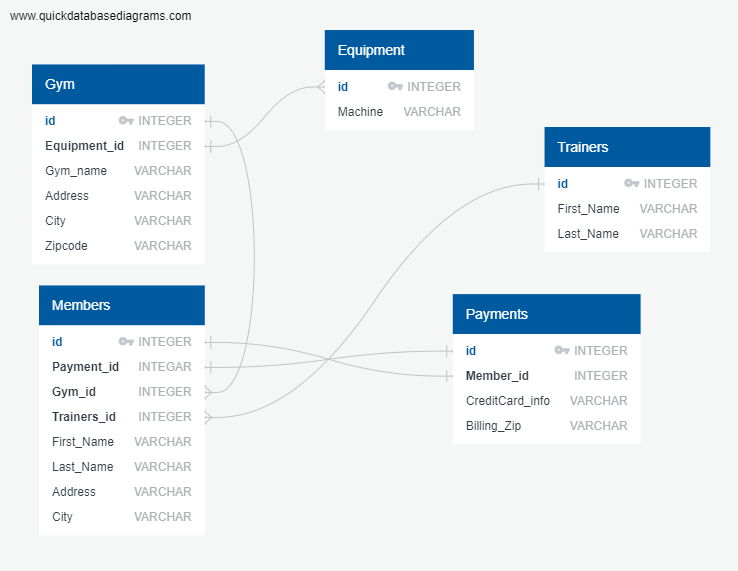 www.quickdatabasediagrams.com
Equipment
id INTEGER
Machine VARCHAR
Gym
id INTEGER
Equipment_id INTEGER
Gym_name VARCHAR
Address VARCHAR
City VARCHAR
Zipcode VARCHAR
Trainers
id INTEGER
First_Name VARCHAR
Last_Name VARCHAR
Members
id INTEGER
Payment_id INTEGAR
Gym_id INTEGER
Trainers_id INTEGER
First_Name VARCHAR
Last_Name VARCHAR
Address VARCHAR
City VARCHAR
Payments
id INTEGER
Member_id INTEGER
CreditCard_info VARCHAR
Billing_Zip VARCHAR